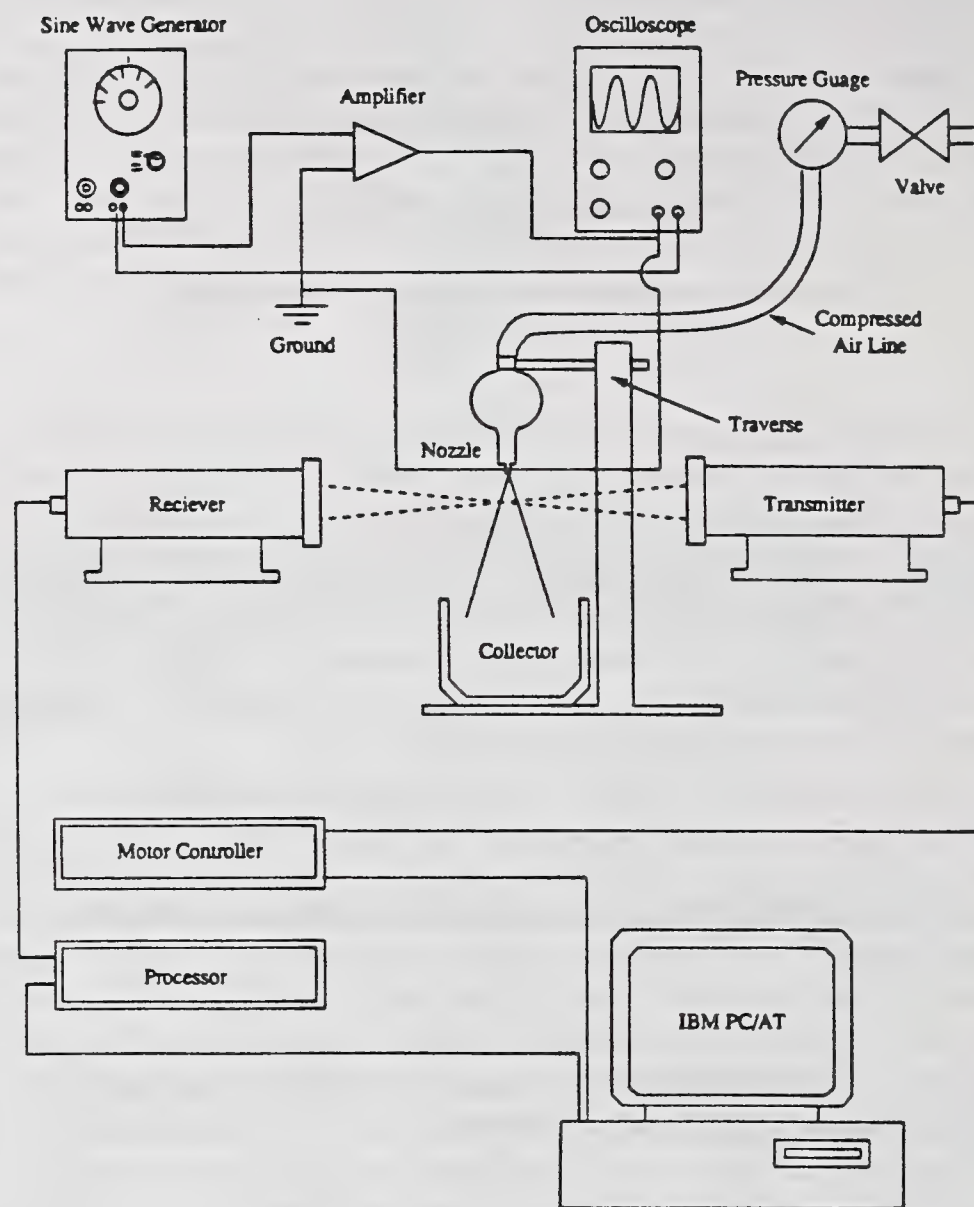 Sine Wave Generator
Oscilloscope
Amplifier
Pressure Guage
Valve
Ground
Compressed
Air Line
Traverse
Nozzle
Reciever
Transmitter
Collector
Motor Controller
Processor
IBM PC/AT